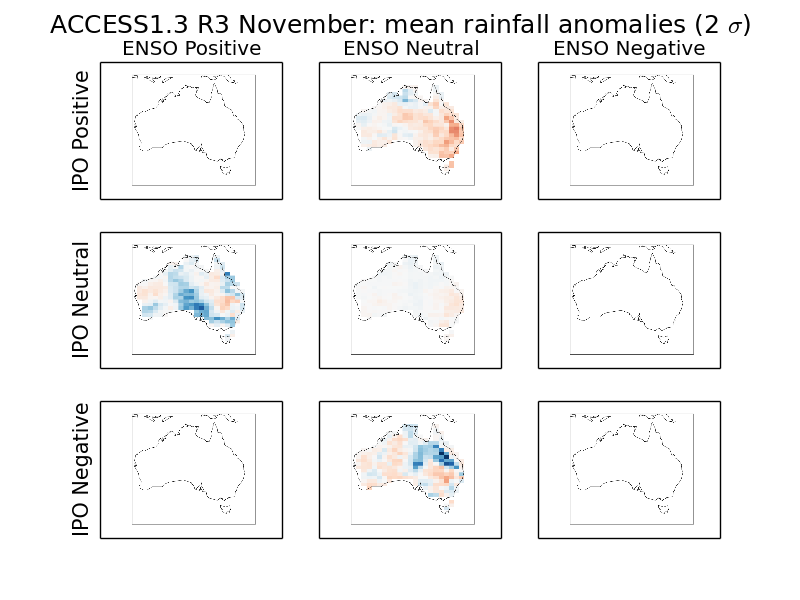 ACCESS1.3 R3 November: mean rainfall anomalies (2 σ)
ENSO Positive
ENSO Neutral
ENSO Negative
IPO Positive
IPO Neutral
IPO Negative